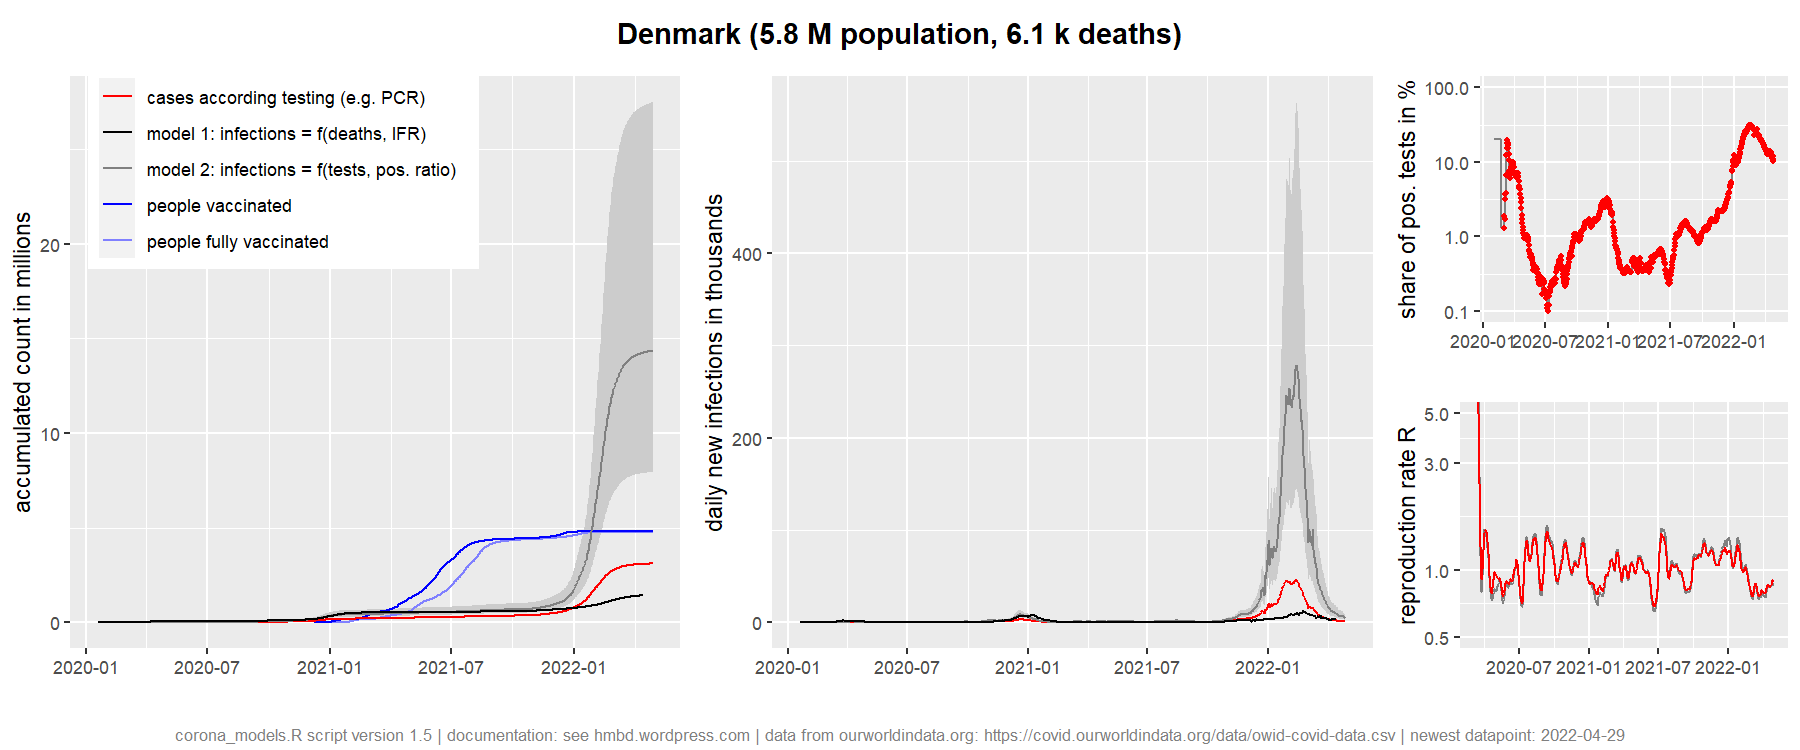 Denmark (5.8 M population, 6.1 k deaths)
accumulated count in millions
cases according testing (e.g. PCR)
model 1: infections = f(deaths, IFR)
model 2: infections = f(tests, pos. ratio)
people vaccinated
people fully vaccinated
20
10
0
2020-01 2020-07 2021-01 2021-07 2022-01
daily new infections in thousands
400
200
0
2020-01 2020-07 2021-01 2021-07 2022-01
share of pos. tests in %
100.0
10.0
1.0
0.1
2020-01 2020-07 2021-01 2021-07 2022-01
reproduction rate R
5.0
3.0
1.0
0.5
2020-07 2021-01 2021-07 2022-01
corona_models.R script version 1.5 | documentation: see hmbd.wordpress.com | data from ourworldindata.org: https://covid.ourworldindata.org/data/owid-covid-data.csv | newest datapoint: 2022-04-29